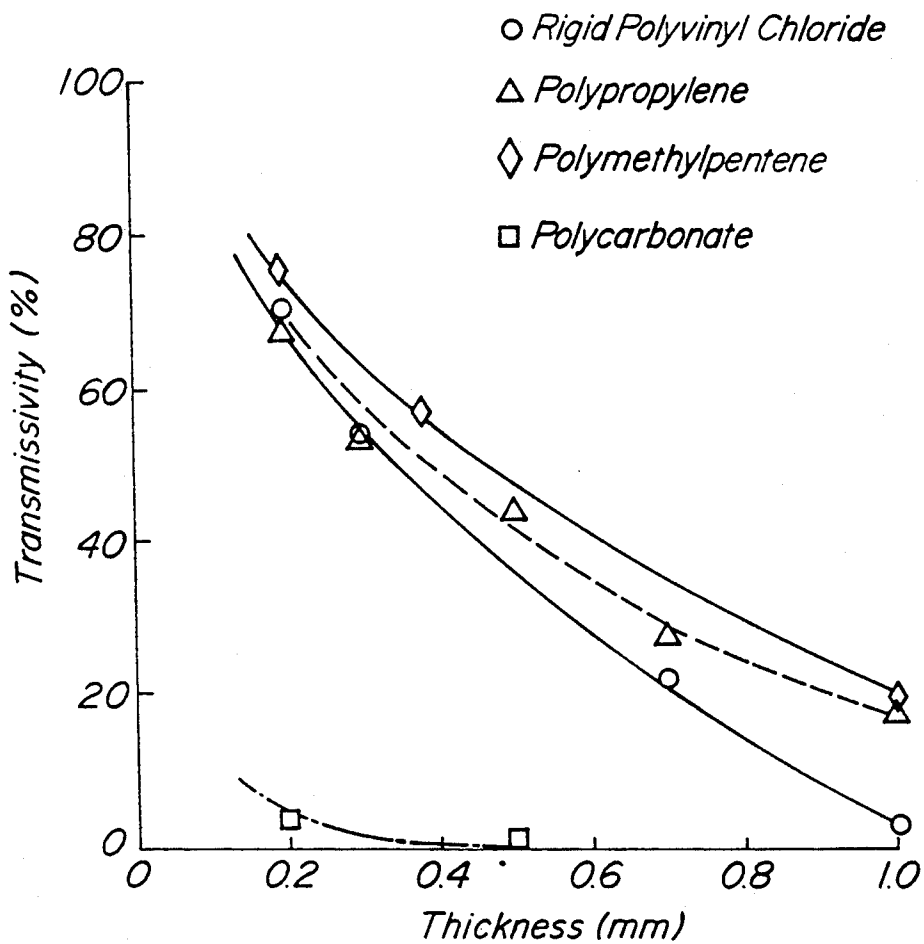 Rigid Polyvinyl Chloride
Polypropylene
Polymethylpentene
Polycarbonate
Transmissivity (%)
100
80
60
40
20
0
0 0.2 0.4 0.6 0.8 1.0
Thickness (mm)